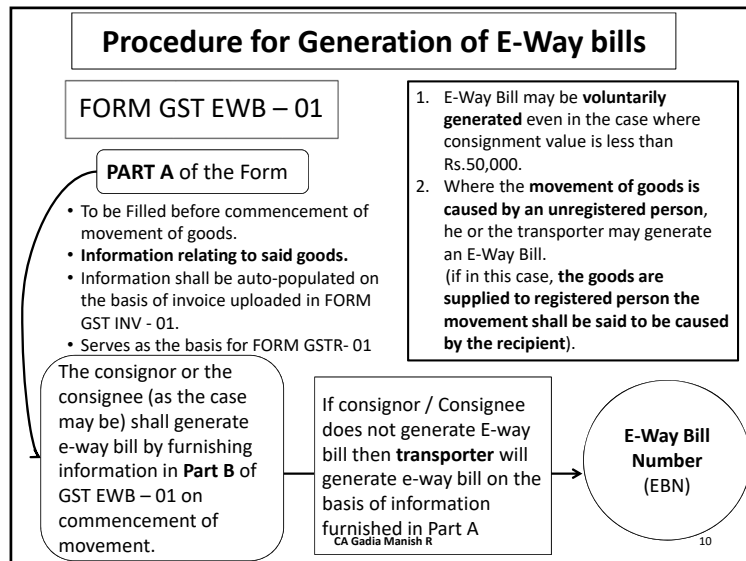 Procedure for Generation of E-Way bills
FORM GST EWB – 01
PART A of the Form
• To be Filled before commencement of
movement of goods.
• Information relating to said goods.
• Information shall be auto-populated on
the basis of invoice uploaded in FORM
GST INV - 01.
• Serves as the basis for FORM GSTR- 01
1. E-Way Bill may be voluntarily
generated even in the case where
consignment value is less than
Rs.50,000.
2. Where the movement of goods is
caused by an unregistered person,
he or the transporter may generate
an E-Way Bill.
(if in this case, the goods are
supplied to registered person the
movement shall be said to be caused
by the recipient).
The consignor or the
consignee (as the case
may be) shall generate
e-way bill by furnishing
information in Part B of
GST EWB – 01 on
commencement of
movement.
If consignor / Consignee
does not generate E-way
bill then transporter will
generate e-way bill on the
basis of information
furnished in Part A
E-Way Bill
Number
(EBN)
CA Gadia Manish R
10